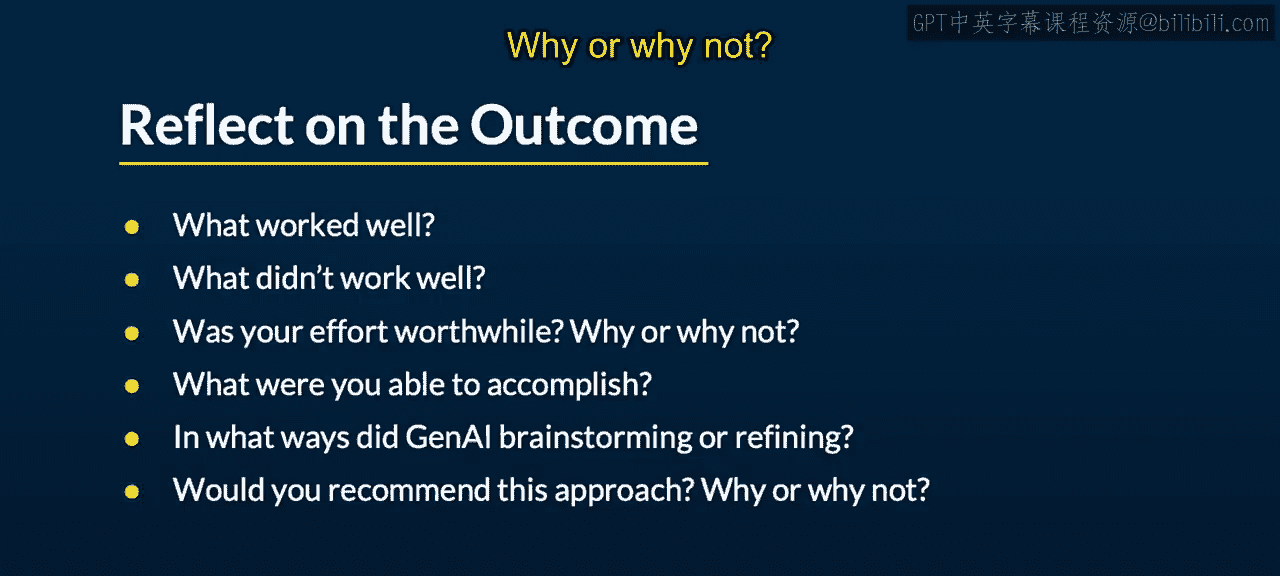 GPT中英字幕课程资源@bilibili.com
Why or why not?
Reflect on the Outcome
What worked well?
What didn't work well?
Was your effort worthwhile? Why or why not?
What were you able to accomplish?
In what ways did GenAI brainstorming or refining?
Would you recommend this approach? Why or why not?